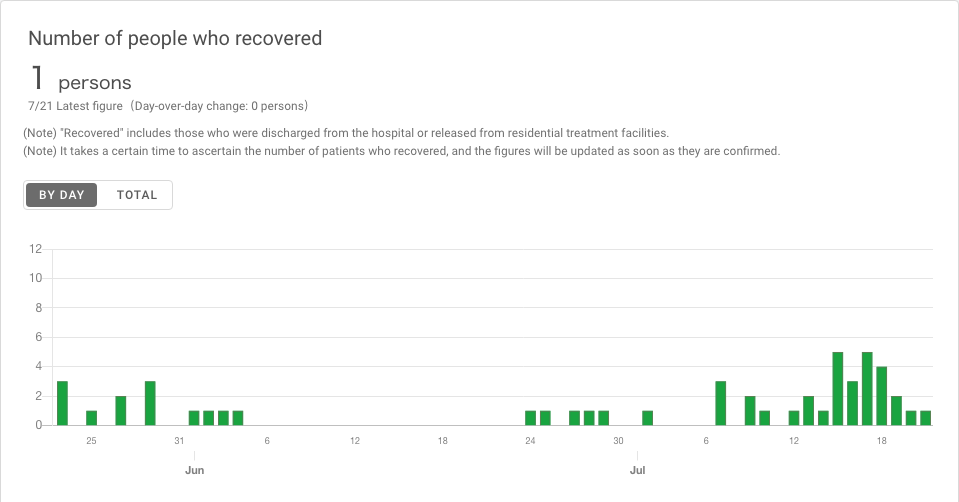 Number of people who recovered
1 persons
7/21 Latest figure（Day-over-day change: 0 persons）
(Note) "Recovered" includes those who were discharged from the hospital or released from residential treatment facilities.
(Note) It takes a certain time to ascertain the number of patients who recovered, and the figures will be updated as soon as they are confirmed.
BY DAY TOTAL
12
10
8
6
4
2
0
25 31 6 12 18 24 30 6 12 18
Jun Jul